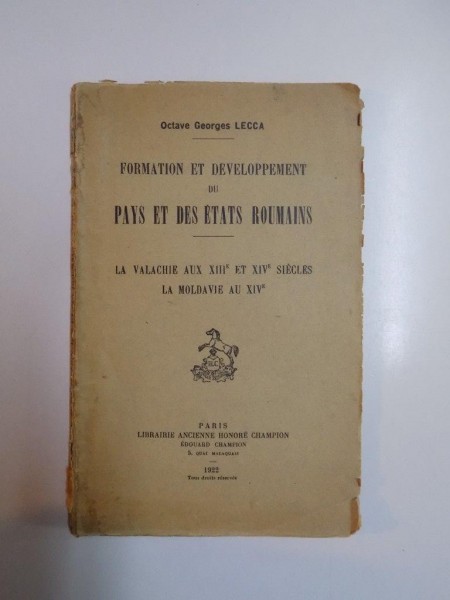 Octave Georges LECCA
FORMATION ET DÉVELOPPEMENT
DU
PAYS ET DES ÉTATS ROUMAINS
LA VALACHIE AUX XIIIᴱ ET XIVᴱ SIÈCLES
LA MOLDAVIE AU XIVᴱ
PARIS
LIBRAIRIE ANCIENNE HONORÉ CHAMPION
ÉDOUARD CHAMPION
5, QUAI MALAQUAIS
1922
Tous droits réservés